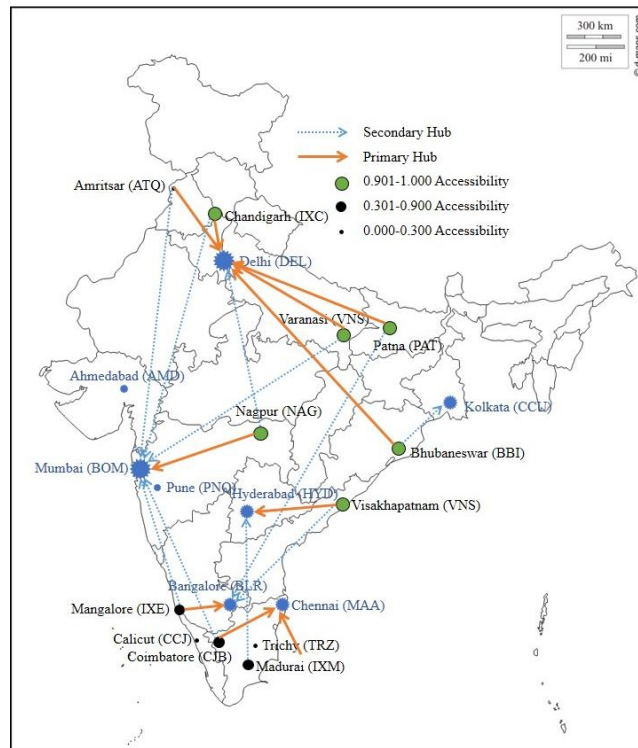 300 km
200 mi
© d-maps.com
Secondary Hub
Primary Hub
0.901-1.000 Accessibility
0.301-0.900 Accessibility
0.000-0.300 Accessibility
Amritsar (ATQ)
Chandigarh (IXC)
Delhi (DEL)
Varanasi (VNS)
Patna (PAT)
Ahmedabad (AMD)
Kolkata (CCU)
Nagpur (NAG)
Bhubaneswar (BBI)
Mumbai (BOM)
Pune (PNQ)
Hyderabad (HYD)
Visakhapatnam (VNS)
Bangalore (BLR)
Mangalore (IXE)
Chennai (MAA)
Calicut (CCJ)
Trichy (TRZ)
Coimbatore (CJB)
Madurai (IXM)